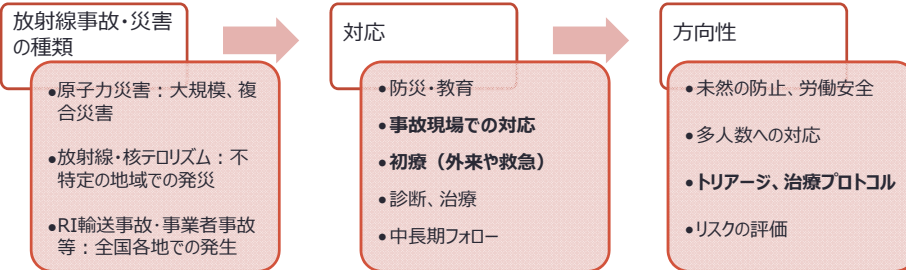 放射線事故・災害
の種類
•原子力災害：大規模、複
合災害
•放射線・核テロリズム：不
特定の地域での発災
•RI輸送事故・事業者事故
等：全国各地での発生
対応
•防災・教育
•事故現場での対応
•初療（外来や救急）
•診断、治療
•中長期フォロー
方向性
•未然の防止、労働安全
•多人数への対応
•トリアージ、治療プロトコル
•リスクの評価